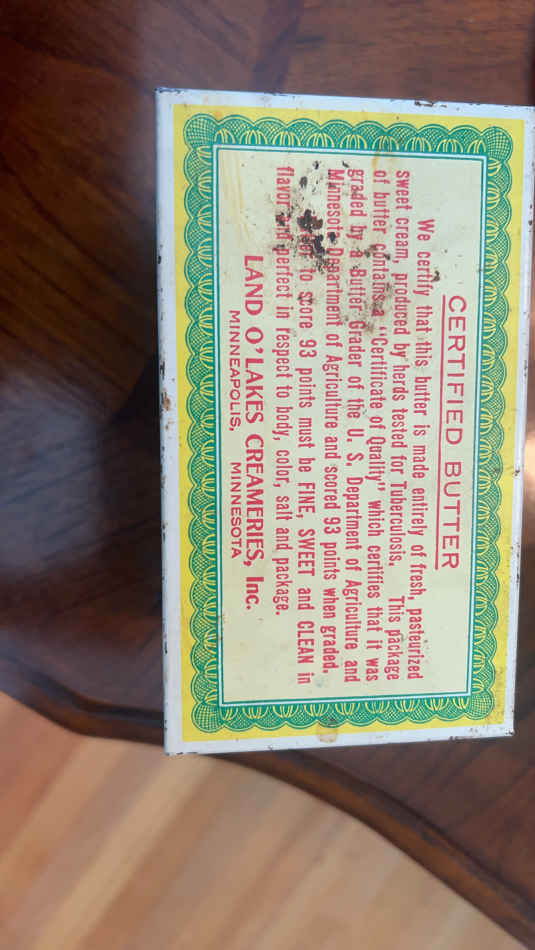 CERTIFIED BUTTER
We certify that this butter is made entirely of fresh, pasteurized
sweet cream, produced by herds tested for Tuberculosis. This package
of butter contains a "Certificate of Quality" which certifies that it was
graded by a Butter Grader of the U. S. Department of Agriculture and
Minnesota Department of Agriculture and scored 93 points when graded.
to score 93 points must be FINE, SWEET and CLEAN in
flavor and perfect in respect to body, color, salt and package.
LAND O'LAKES CREAMERIES, Inc.
MINNEAPOLIS, MINNESOTA